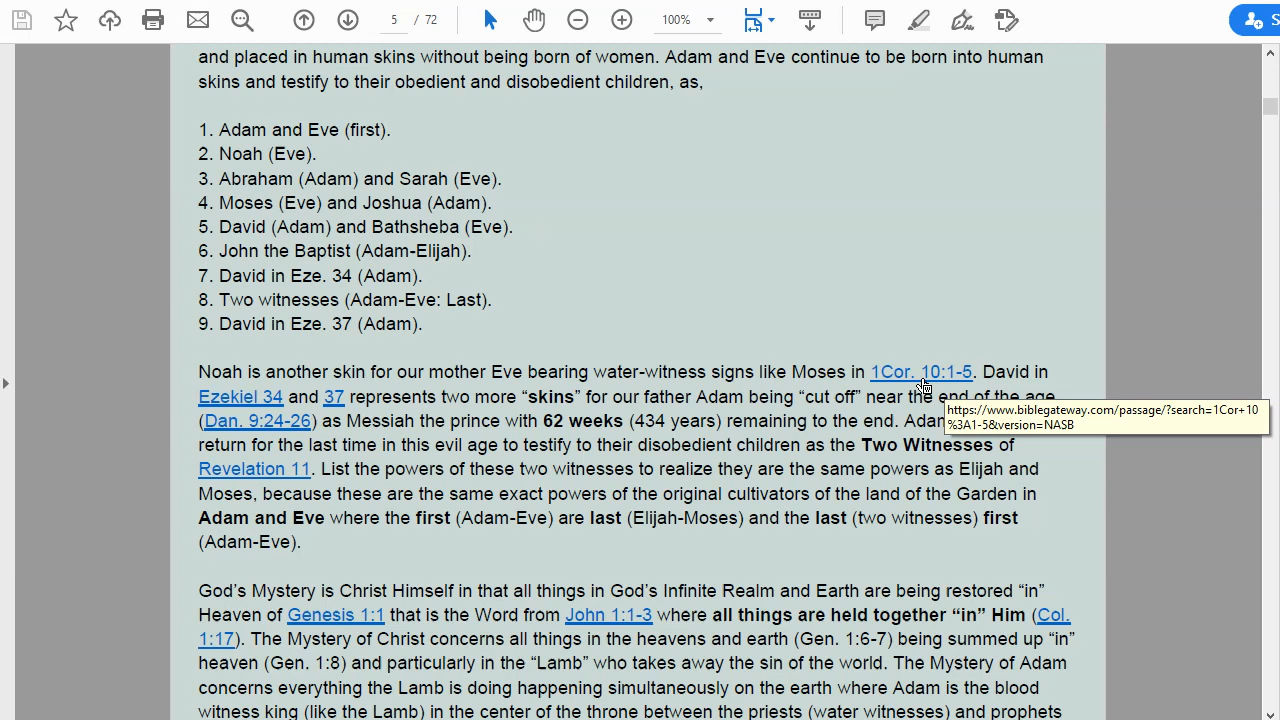 5 / 72 100% S
and placed in human skins without being born of women. Adam and Eve continue to be born into human
skins and testify to their obedient and disobedient children, as,
1. Adam and Eve (first).
2. Noah (Eve).
3. Abraham (Adam) and Sarah (Eve).
4. Moses (Eve) and Joshua (Adam).
5. David (Adam) and Bathsheba (Eve).
6. John the Baptist (Adam-Elijah).
7. David in Eze. 34 (Adam).
8. Two witnesses (Adam-Eve: Last).
9. David in Eze. 37 (Adam).
Noah is another skin for our mother Eve bearing water-witness signs like Moses in 1Cor. 10:1-5. David in
Ezekiel 34 and 37 represents two more “skins” for our father Adam being “cut off” near the end of the age
(Dan. 9:24-26) as Messiah the prince with 62 weeks (434 years) remaining to the end. Adam
https://www.biblegateway.com/passage/?search=1Cor+10
%3A1-5&version=NASB
return for the last time in this evil age to testify to their disobedient children as the Two Witnesses of
Revelation 11. List the powers of these two witnesses to realize they are the same powers as Elijah and
Moses, because these are the same exact powers of the original cultivators of the land of the Garden in
Adam and Eve where the first (Adam-Eve) are last (Elijah-Moses) and the last (two witnesses) first
(Adam-Eve).
God’s Mystery is Christ Himself in that all things in God’s Infinite Realm and Earth are being restored “in”
Heaven of Genesis 1:1 that is the Word from John 1:1-3 where all things are held together “in” Him (Col.
1:17). The Mystery of Christ concerns all things in the heavens and earth (Gen. 1:6-7) being summed up “in”
heaven (Gen. 1:8) and particularly in the “Lamb” who takes away the sin of the world. The Mystery of Adam
concerns everything the Lamb is doing happening simultaneously on the earth where Adam is the blood
witness king (like the Lamb) in the center of the throne between the priests (water witnesses) and prophets